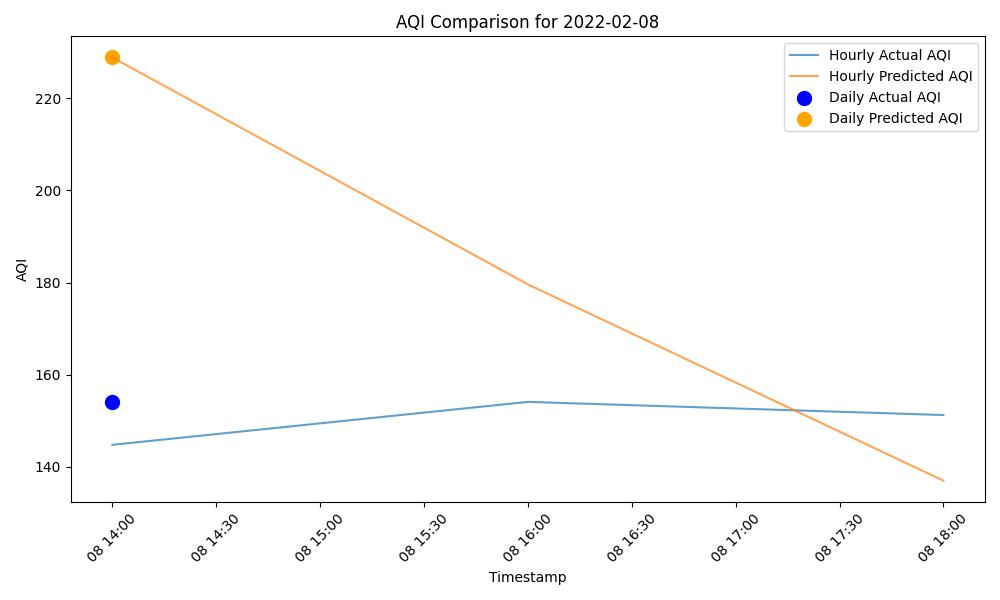 AQI Comparison for 2022-02-08
Hourly Actual AQI
Hourly Predicted AQI
Daily Actual AQI
Daily Predicted AQI
AQI
220
200
180
160
140
08 14:00
08 14:30
08 15:00
08 15:30
08 16:00
08 16:30
08 17:00
08 17:30
08 18:00
Timestamp